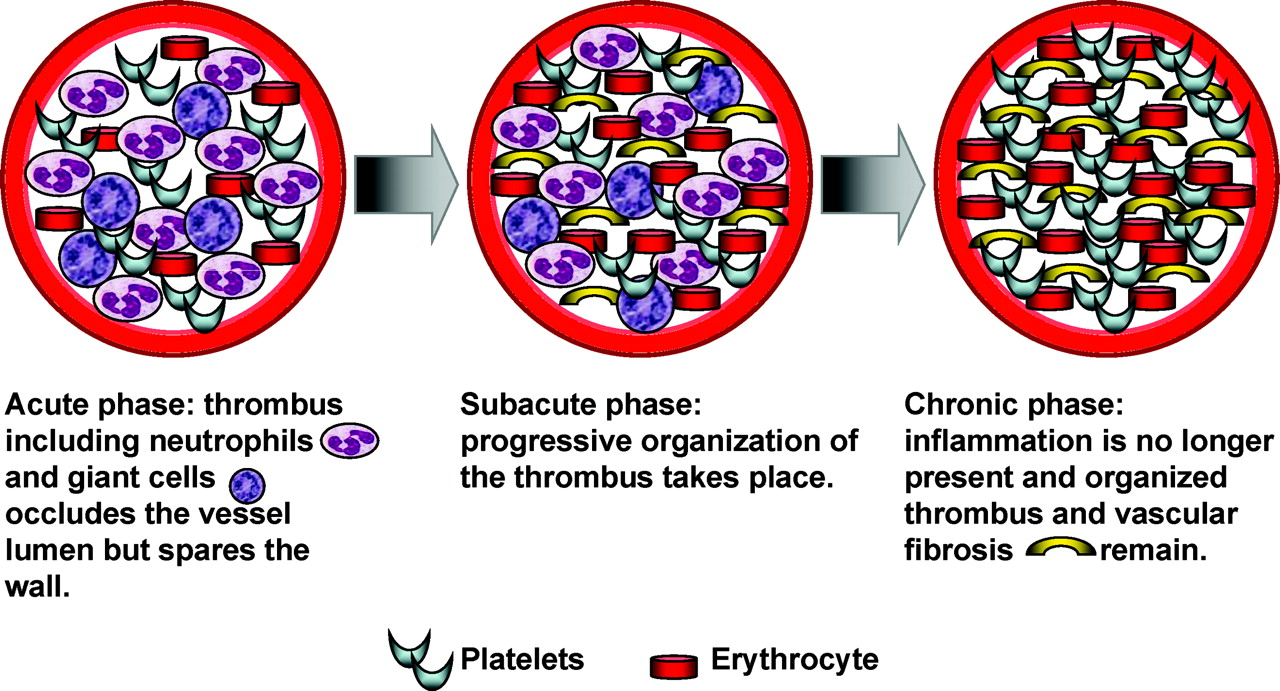 Acute phase: thrombus
including neutrophils
and giant cells
occludes the vessel
lumen but spares the
wall.
Subacute phase:
progressive organization of
the thrombus takes place.
Chronic phase:
inflammation is no longer
present and organized
thrombus and vascular
fibrosis remain.
Platelets
Erythrocyte